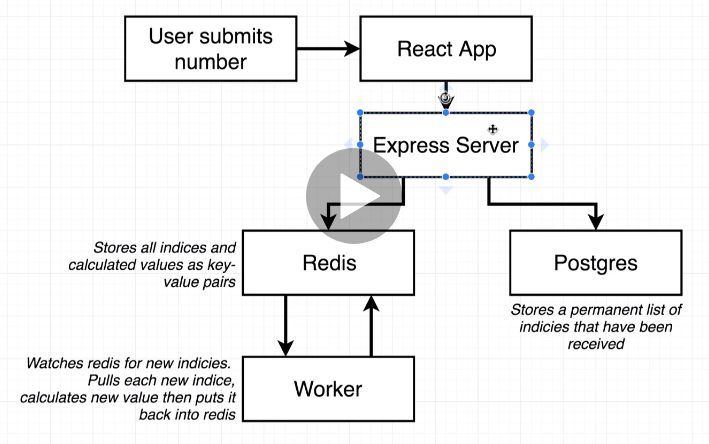 User submits
number
React App
Express Server
Stores all indices and
calculated values as key-
value pairs
Redis
Postgres
Stores a permanent list of
indicies that have been
received
Watches redis for new indicies.
Pulls each new indice,
calculates new value then puts it
back into redis
Worker